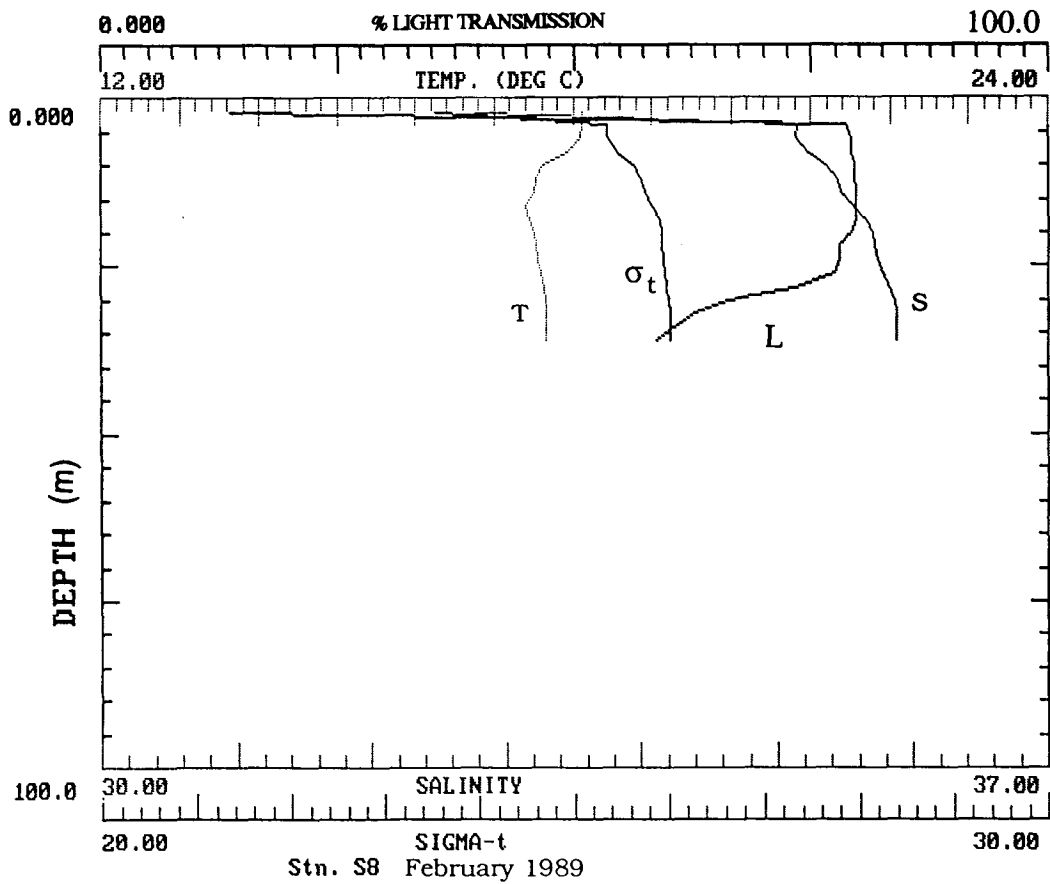 0.000 % LIGHT TRANSMISSION 100.0
12.00 TEMP. (DEG C) 24.00
0.000
σt
T
S
L
DEPTH (m)
100.0
30.00 SALINITY 37.00
20.00 SIGMA-t 30.00
Stn. S8 February 1989